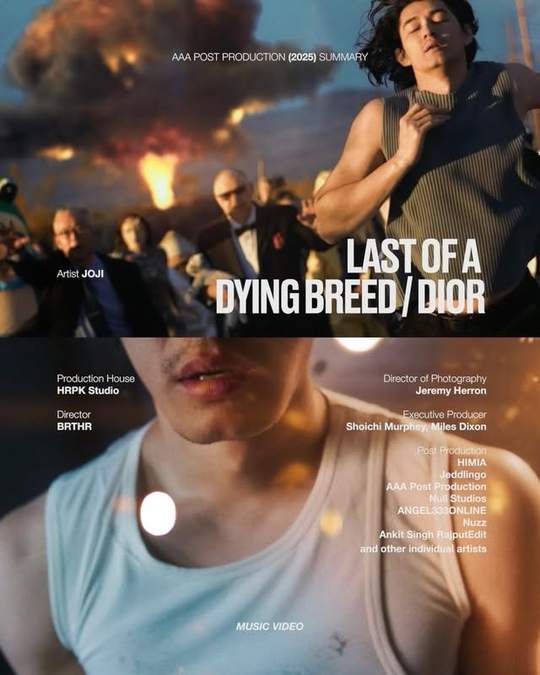 AAA POST PRODUCTION (2025) SUMMARY
Artist JOJI
LAST OF A
DYING BREED / DIOR
Production House
HRPK Studio
Director
BRTHR
Director of Photography
Jeremy Herron
Executive Producer
Shoichi Murphey, Miles Dixon
Post Production
HIMIA
Jeddlingo
AAA Post Production
Null Studios
ANGEL333ONLINE
Nuzz
Ankit Singh RajputEdit
and other individual artists
MUSIC VIDEO